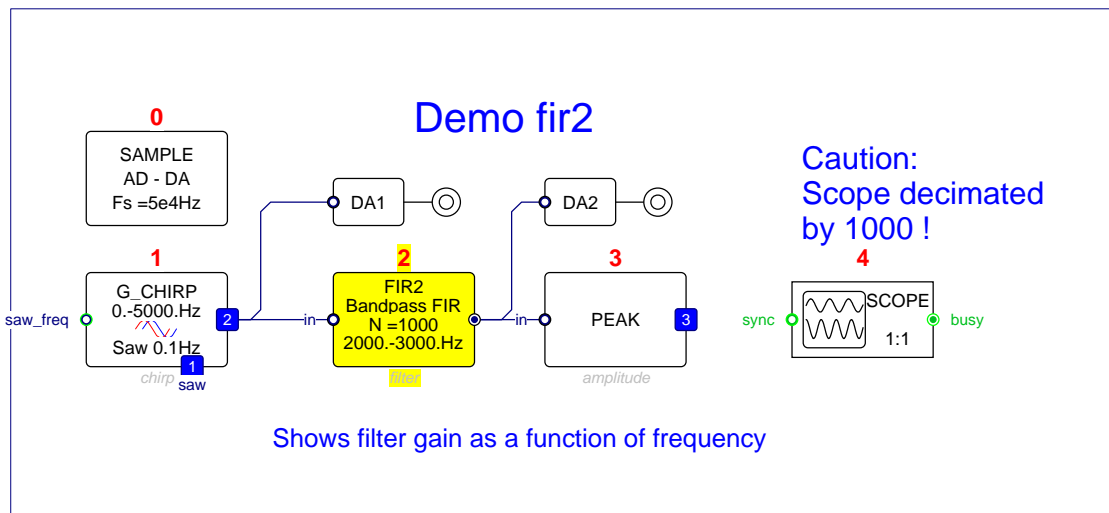 Demo fir2
0
SAMPLE
AD - DA
Fs =5e4Hz
DA1
DA2
Caution:
Scope decimated
by 1000 !
1
G_CHIRP
0.-5000.Hz
Saw 0.1Hz
saw_freq
2
1
saw
chirp
2
FIR2
Bandpass FIR
N =1000
2000.-3000.Hz
in
filter
3
PEAK
in
3
amplitude
4
SCOPE
1:1
sync
busy
Shows filter gain as a function of frequency